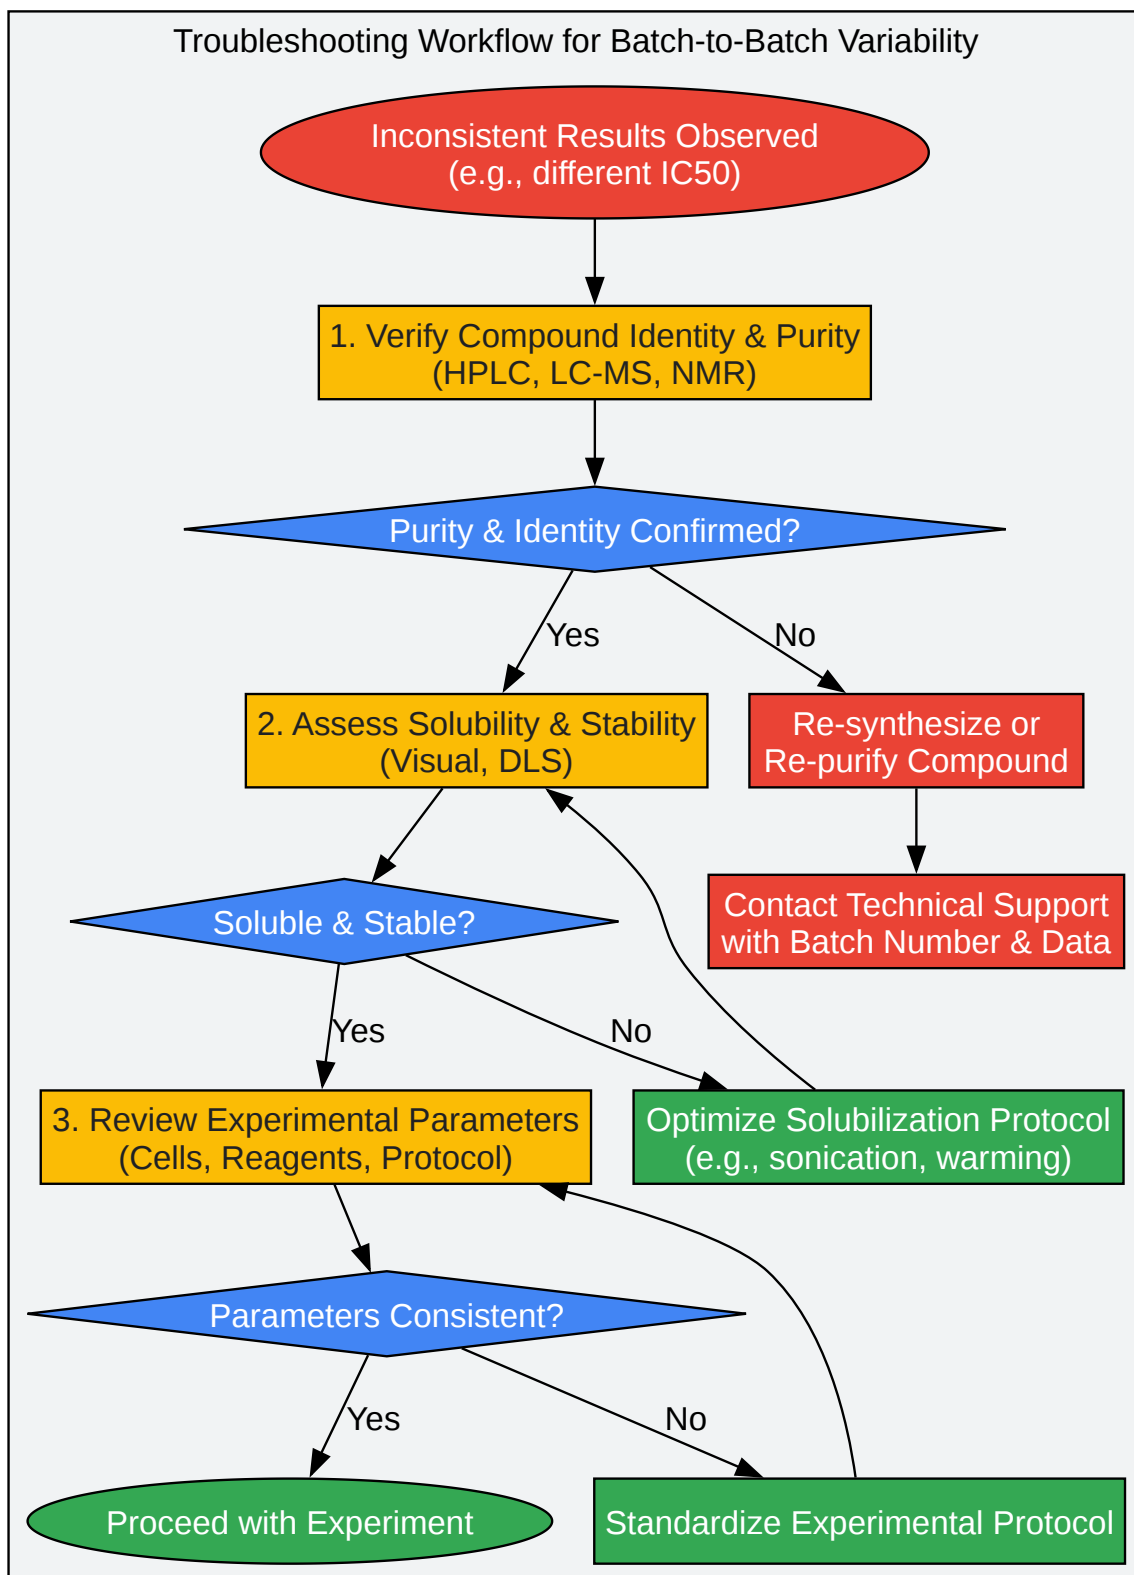 Troubleshooting Workflow for Batch-to-Batch Variability
Inconsistent Results Observed
(e.g., different IC50)
1. Verify Compound Identity & Purity
(HPLC, LC-MS, NMR)
Purity & Identity Confirmed?
Yes
No
2. Assess Solubility & Stability
(Visual, DLS)
Re-synthesize or
Re-purify Compound
Soluble & Stable?
Contact Technical Support
with Batch Number & Data
Yes
No
3. Review Experimental Parameters
(Cells, Reagents, Protocol)
Optimize Solubilization Protocol
(e.g., sonication, warming)
Parameters Consistent?
Yes
No
Proceed with Experiment
Standardize Experimental Protocol